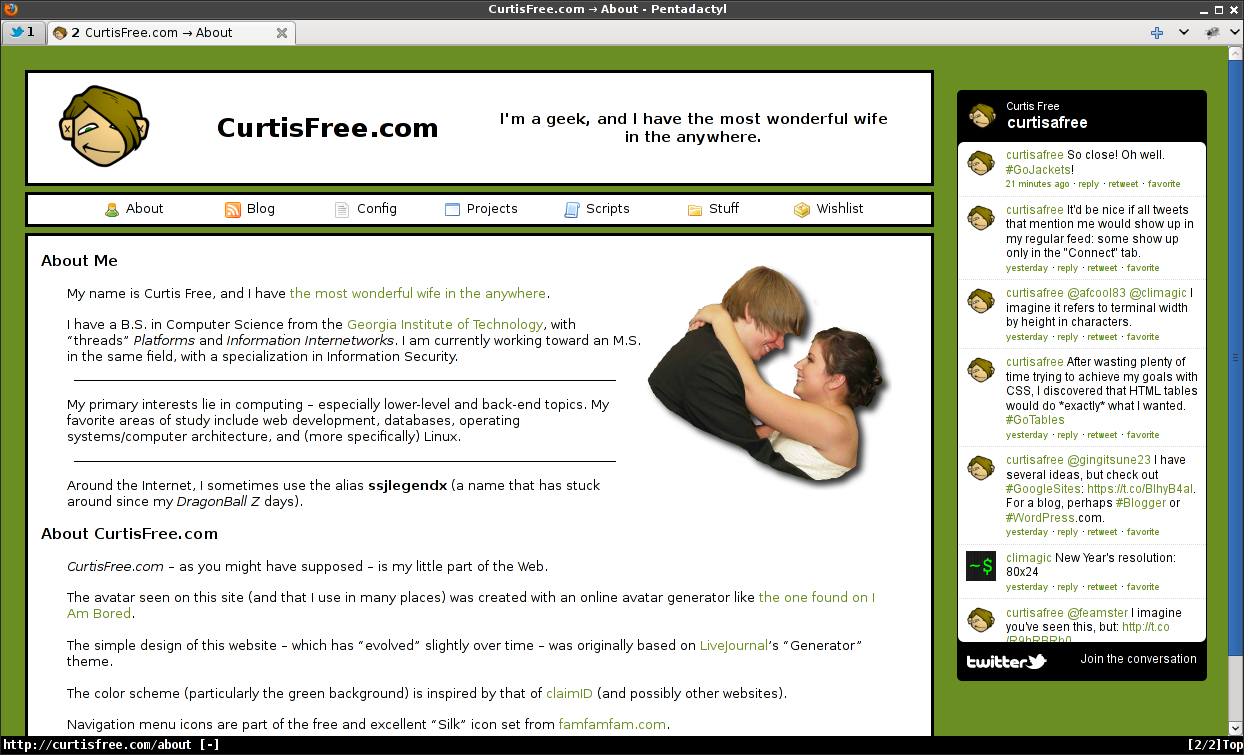 CurtisFree.com → About - Pentadactyl
1
2 CurtisFree.com → About
CurtisFree.com
I'm a geek, and I have the most wonderful wife
in the anywhere.
About Blog Config Projects Scripts Stuff Wishlist
About Me
My name is Curtis Free, and I have the most wonderful wife in the anywhere.
I have a B.S. in Computer Science from the Georgia Institute of Technology, with
“threads” Platforms and Information Internetworks. I am currently working toward an M.S.
in the same field, with a specialization in Information Security.
My primary interests lie in computing – especially lower-level and back-end topics. My
favorite areas of study include web development, databases, operating
systems/computer architecture, and (more specifically) Linux.
Around the Internet, I sometimes use the alias ssjlegendx (a name that has stuck
around since my DragonBall Z days).
About CurtisFree.com
CurtisFree.com – as you might have supposed – is my little part of the Web.
The avatar seen on this site (and that I use in many places) was created with an online avatar generator like the one found on I
Am Bored.
The simple design of this website – which has “evolved” slightly over time – was originally based on LiveJournal’s “Generator”
theme.
The color scheme (particularly the green background) is inspired by that of claimID (and possibly other websites).
Navigation menu icons are part of the free and excellent “Silk” icon set from famfamfam.com.
Curtis Free
curtisafree
curtisafree So close! Oh well.
#GoJackets!
21 minutes ago · reply · retweet · favorite
curtisafree It'd be nice if all tweets
that mention me would show up in
my regular feed: some show up
only in the "Connect" tab.
yesterday · reply · retweet · favorite
curtisafree @afcool83 @climagic I
imagine it refers to terminal width
by height in characters.
yesterday · reply · retweet · favorite
curtisafree After wasting plenty of
time trying to achieve my goals with
CSS, I discovered that HTML tables
would do *exactly* what I wanted.
#GoTables
yesterday · reply · retweet · favorite
curtisafree @gingitsune23 I have
several ideas, but check out
#GoogleSites: https://t.co/BIhyB4al.
For a blog, perhaps #Blogger or
#WordPress.com.
yesterday · reply · retweet · favorite
~$
climagic New Year's resolution:
80x24
yesterday · reply · retweet · favorite
curtisafree @feamster I imagine
you've seen this, but: http://t.co
twitter Join the conversation
http://curtisfree.com/about [-] [2/2]Top